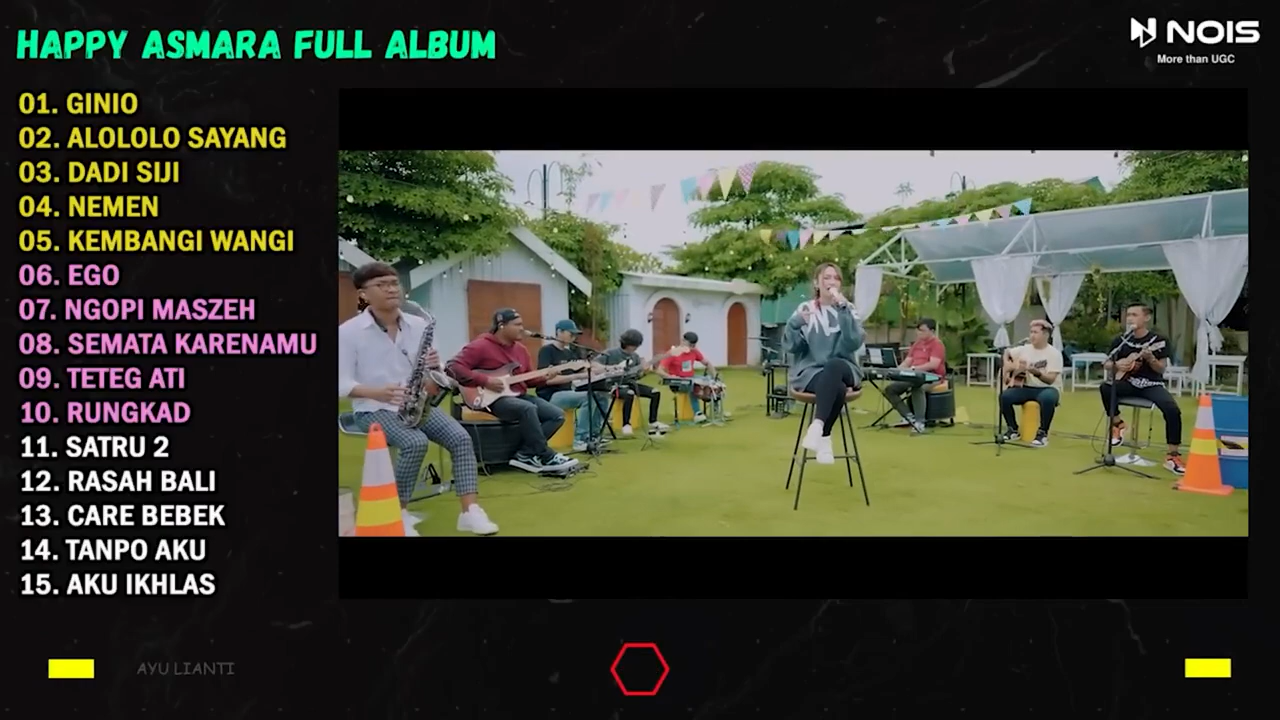 HAPPY ASMARA FULL ALBUM
NOIS
More than UGC
01. GINIO
02. ALOLOLO SAYANG
03. DADI SIJI
04. NEMEN
05. KEMBANGI WANGI
06. EGO
07. NGOPI MASZEH
08. SEMATA KARENAMU
09. TETEG ATI
10. RUNGKAD
11. SATRU 2
12. RASAH BALI
13. CARE BEBEK
14. TANPO AKU
15. AKU IKHLAS
AYU LIANTI